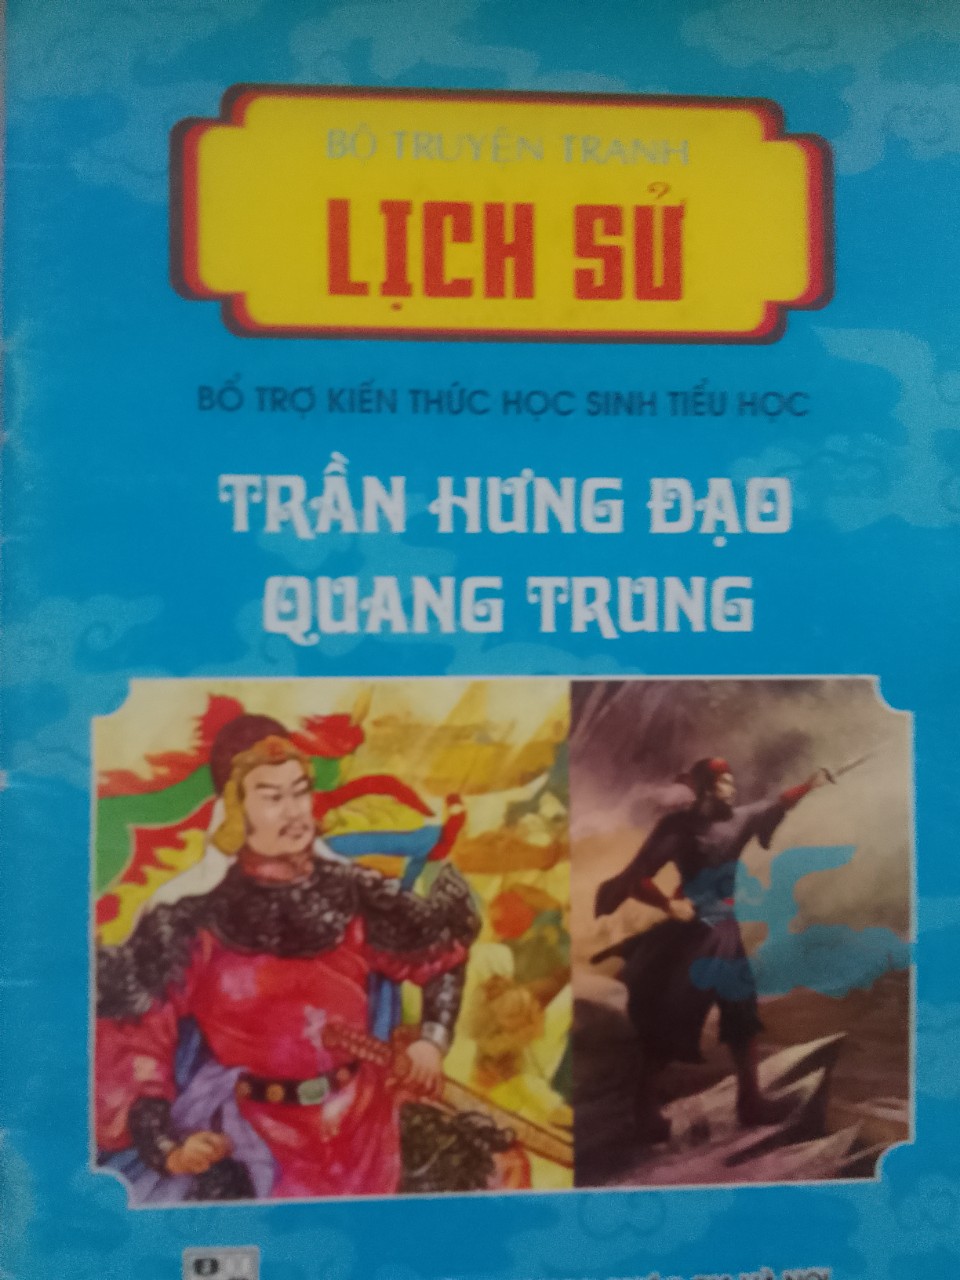 BỘ TRUYỆN TRANH
LỊCH SỬ
BỔ TRỢ KIẾN THỨC HỌC SINH TIỂU HỌC
TRẦN HƯNG ĐẠO
QUANG TRUNG